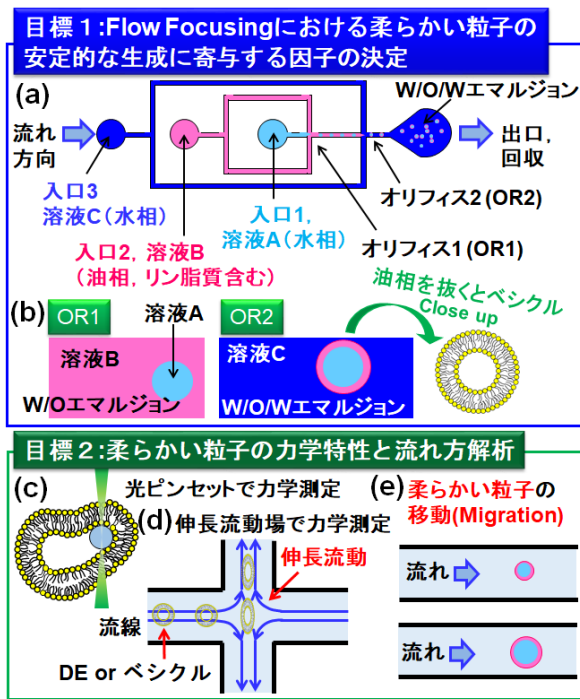 目標1:Flow Focusingにおける柔らかい粒子の
安定的な生成に寄与する因子の決定
(a)
W/O/Wエマルジョン
流れ
方向
出口,
回収
入口3
溶液C(水相)
入口1,
溶液A(水相)
オリフィス2 (OR2)
オリフィス1 (OR1)
入口2, 溶液B
(油相, リン脂質含む)
(b)
OR1
溶液A
溶液B
W/Oエマルジョン
OR2
溶液C
W/O/Wエマルジョン
油相を抜くとベシクル
Close up
目標2:柔らかい粒子の力学特性と流れ方解析
(c)
光ピンセットで力学測定
(d)
伸長流動場で力学測定
伸長流動
流線
DE or ベシクル
(e)
柔らかい粒子の
移動(Migration)
流れ
流れ